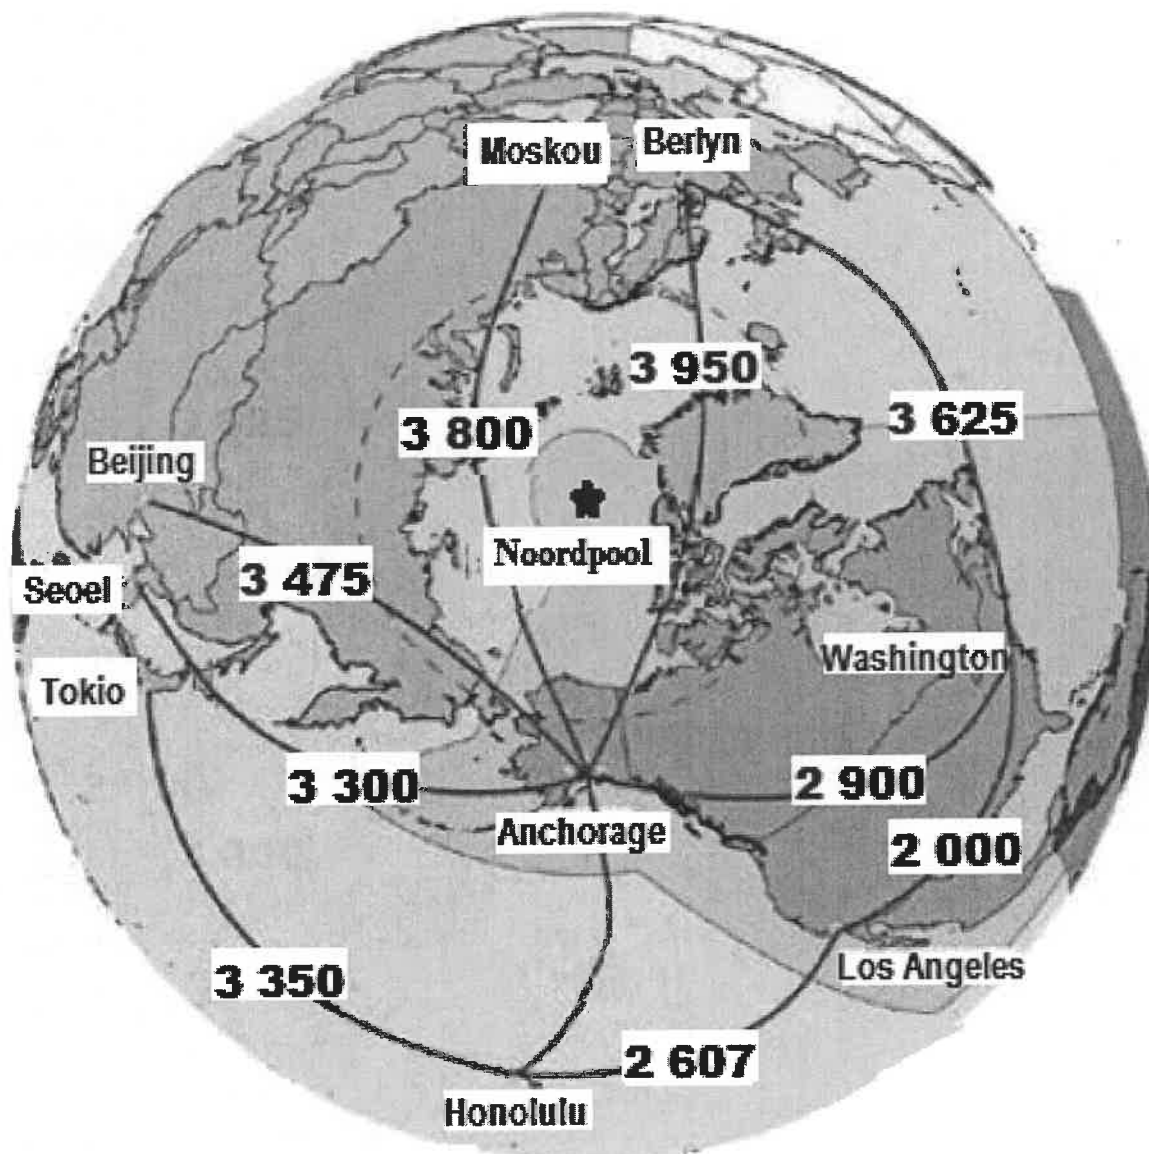 Moskou
Berlyn
3 950
3 800
3 625
Beijing
Noordpool
3 475
Seoel
Washington
Tokio
3 300
2 900
Anchorage
2 000
Los Angeles
3 350
2 607
Honolulu